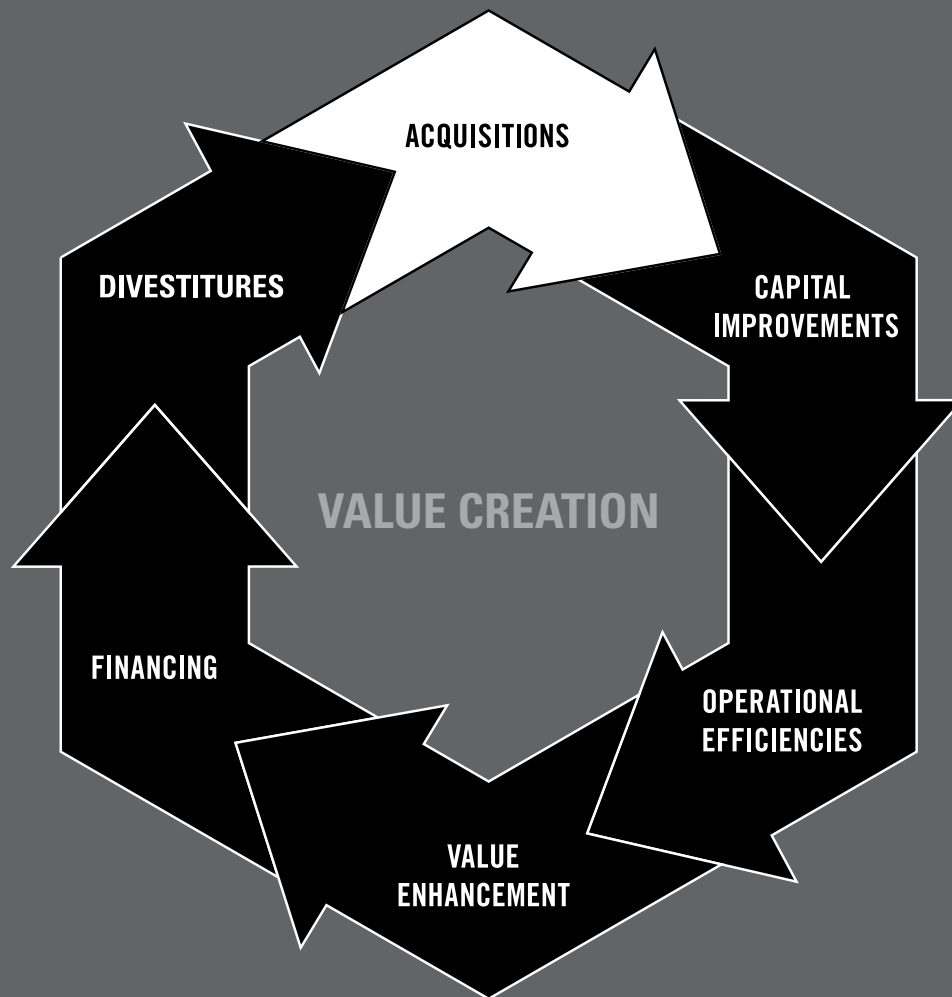 ACQUISITIONS
CAPITAL
IMPROVEMENTS
OPERATIONAL
EFFICIENCIES
VALUE
ENHANCEMENT
FINANCING
DIVESTITURES
VALUE CREATION